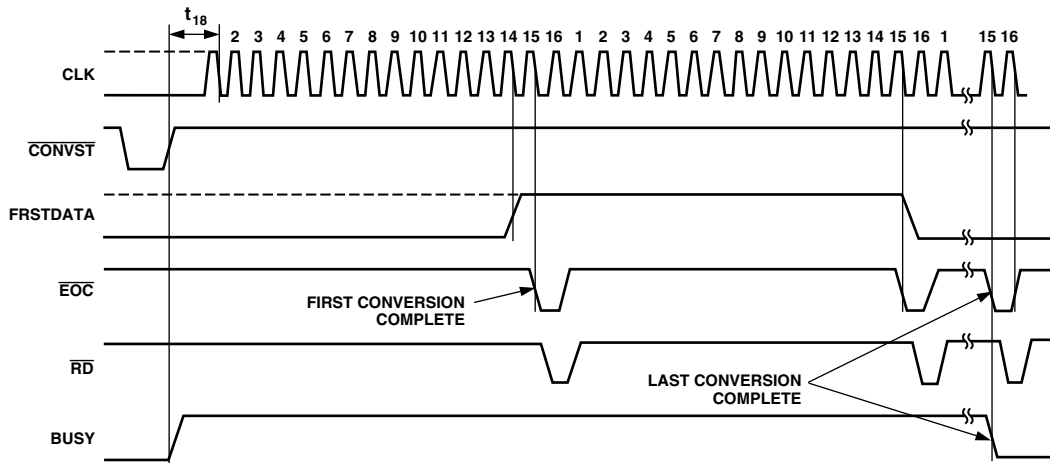 t18
2 3 4 5 6 7 8 9 10 11 12 13 14 15 16 1 2 3 4 5 6 7 8 9 10 11 12 13 14 15 16 1 15 16
CLK
CONVST
FRSTDATA
EOC
FIRST CONVERSION
COMPLETE
RD
LAST CONVERSION
COMPLETE
BUSY